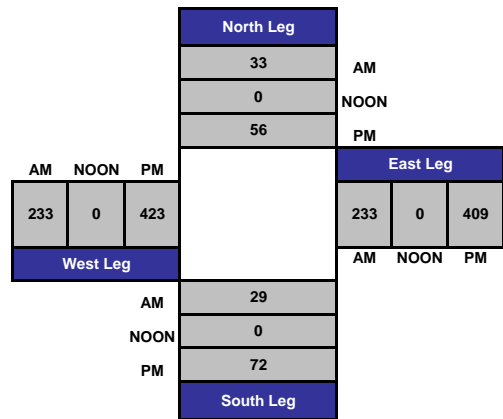 North Leg
33 AM
0 NOON
56 PM
AM NOON PM East Leg
233 0 423 233 0 409
West Leg AM NOON PM
AM 29
NOON 0
PM 72
South Leg